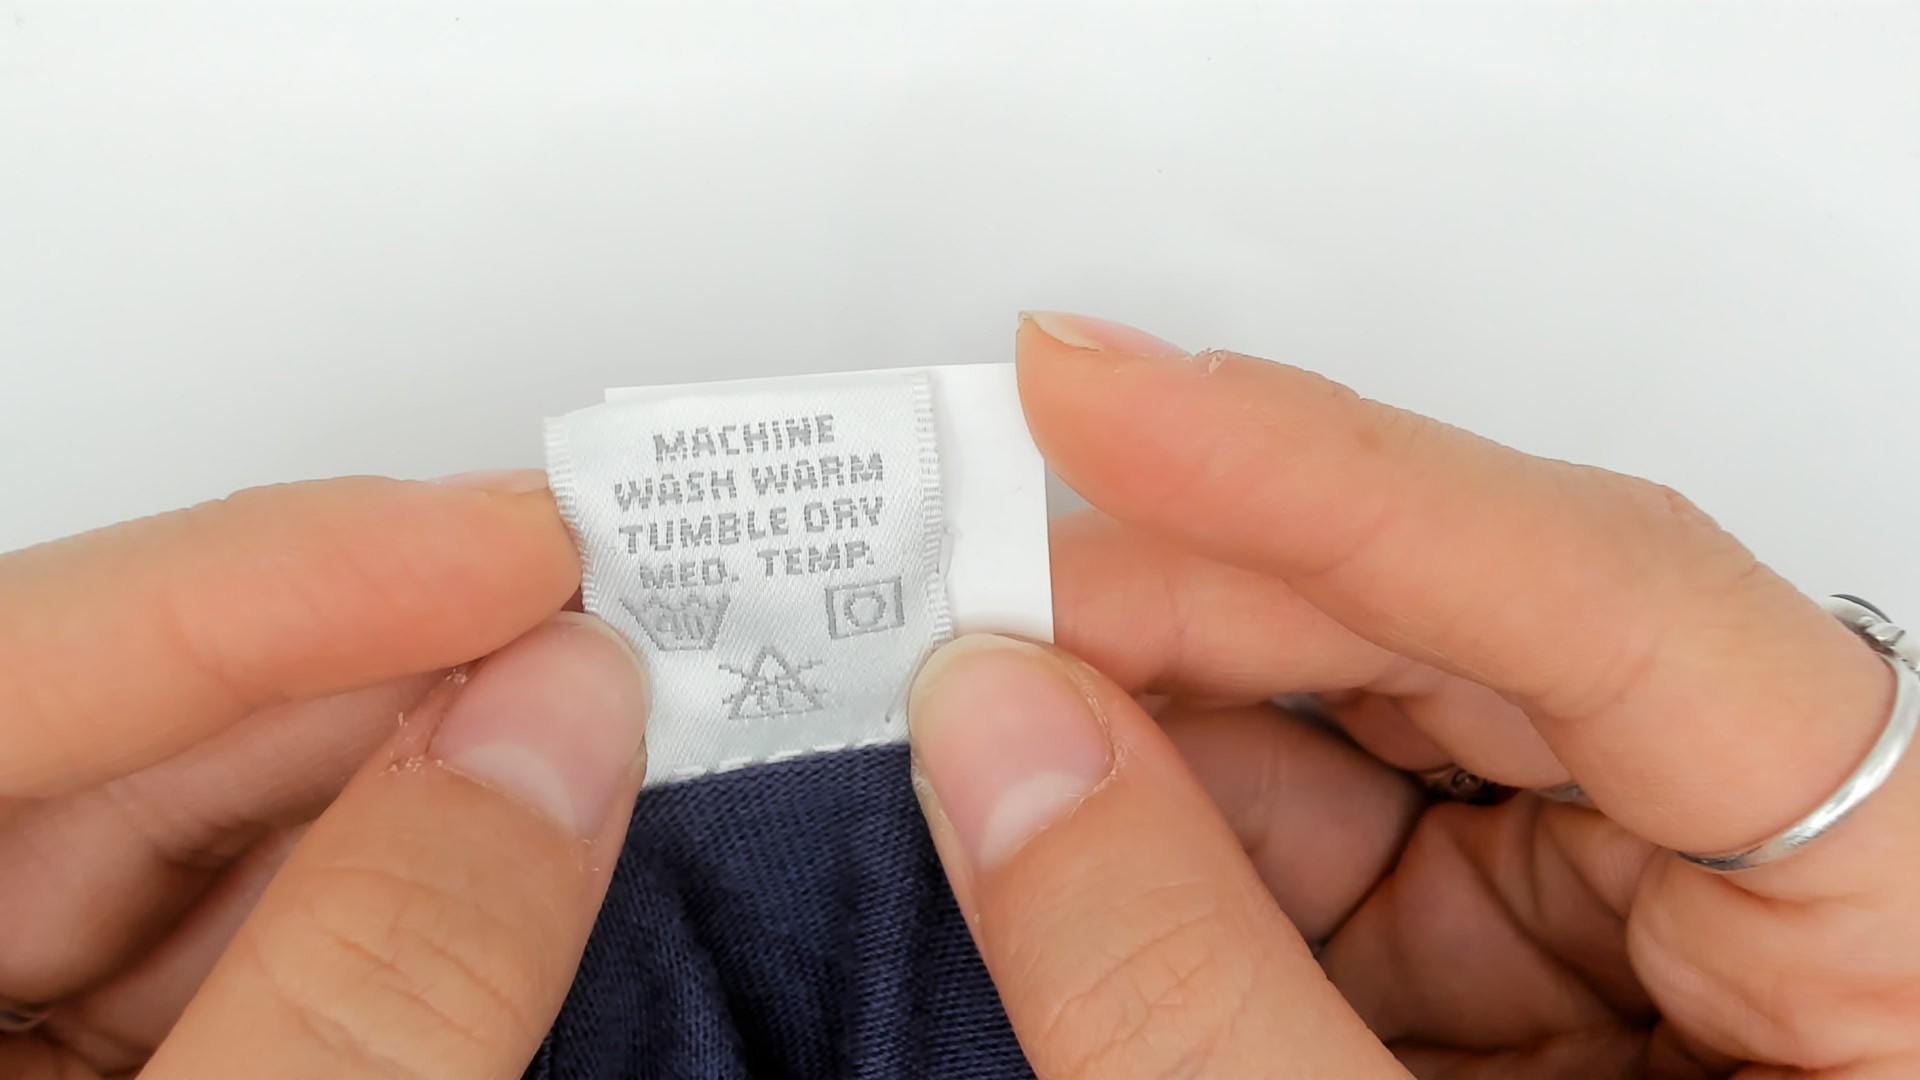 MACHINE
WASH WARM
TUMBLE DRY
MED. TEMP.